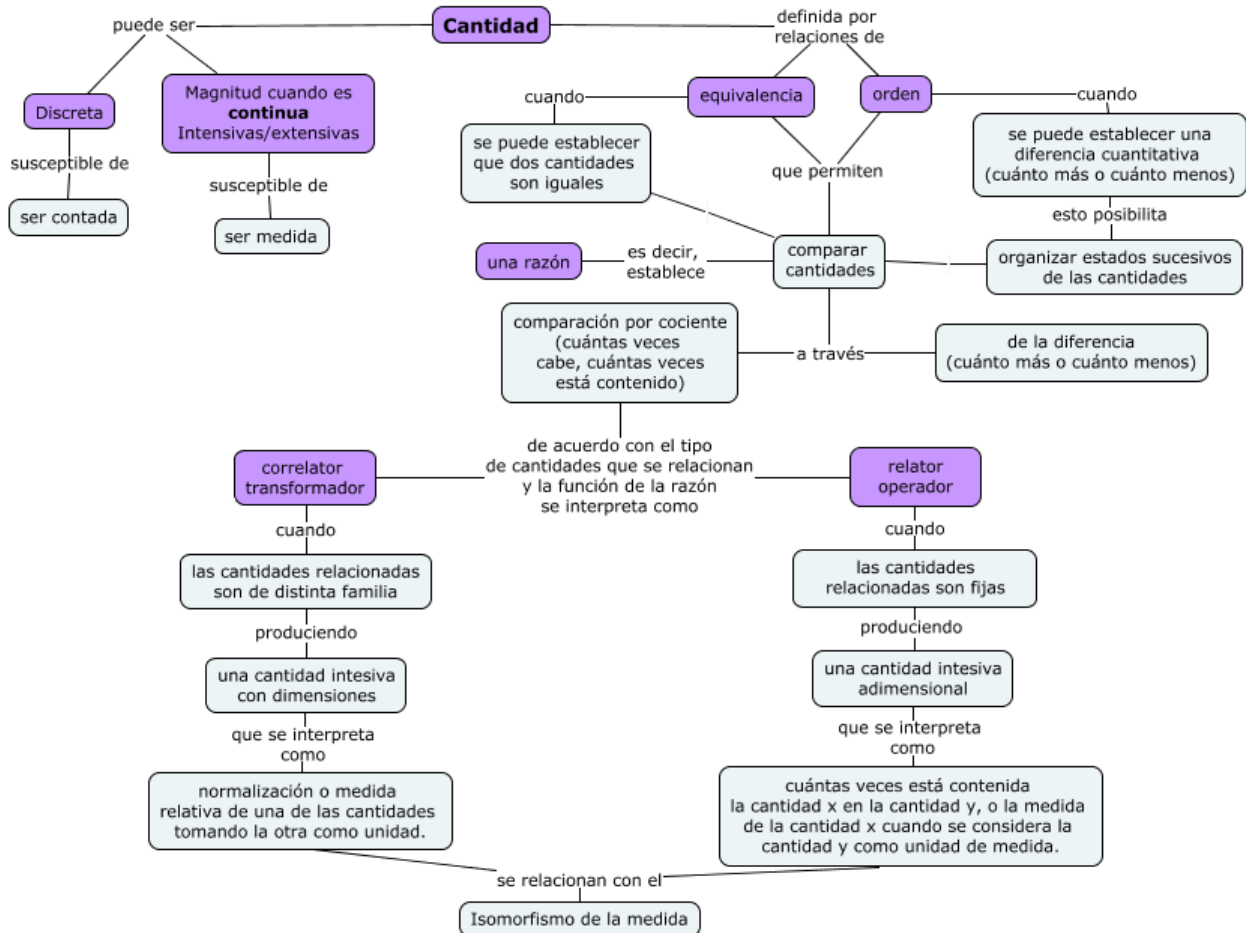 Cantidad
puede ser
definida por
relaciones de
Discreta
Magnitud cuando es
continua
Intensivas/extensivas
susceptible de
ser contada
susceptible de
ser medida
cuando
equivalencia
orden
cuando
se puede establecer
que dos cantidades
son iguales
que permiten
se puede establecer una
diferencia cuantitativa
(cuánto más o cuánto menos)
esto posibilita
una razón
es decir,
establece
comparar
cantidades
organizar estados sucesivos
de las cantidades
comparación por cociente
(cuántas veces
cabe, cuántas veces
está contenido)
a través
de la diferencia
(cuánto más o cuánto menos)
de acuerdo con el tipo
de cantidades que se relacionan
y la función de la razón
se interpreta como
correlator
transformador
cuando
las cantidades relacionadas
son de distinta familia
produciendo
una cantidad intesiva
con dimensiones
que se interpreta
como
normalización o medida
relativa de una de las cantidades
tomando la otra como unidad.
relator
operador
cuando
las cantidades
relacionadas son fijas
produciendo
una cantidad intesiva
adimensional
que se interpreta
como
cuántas veces está contenida
la cantidad x en la cantidad y, o la medida
de la cantidad x cuando se considera la
cantidad y como unidad de medida.
se relacionan con el
Isomorfismo de la medida